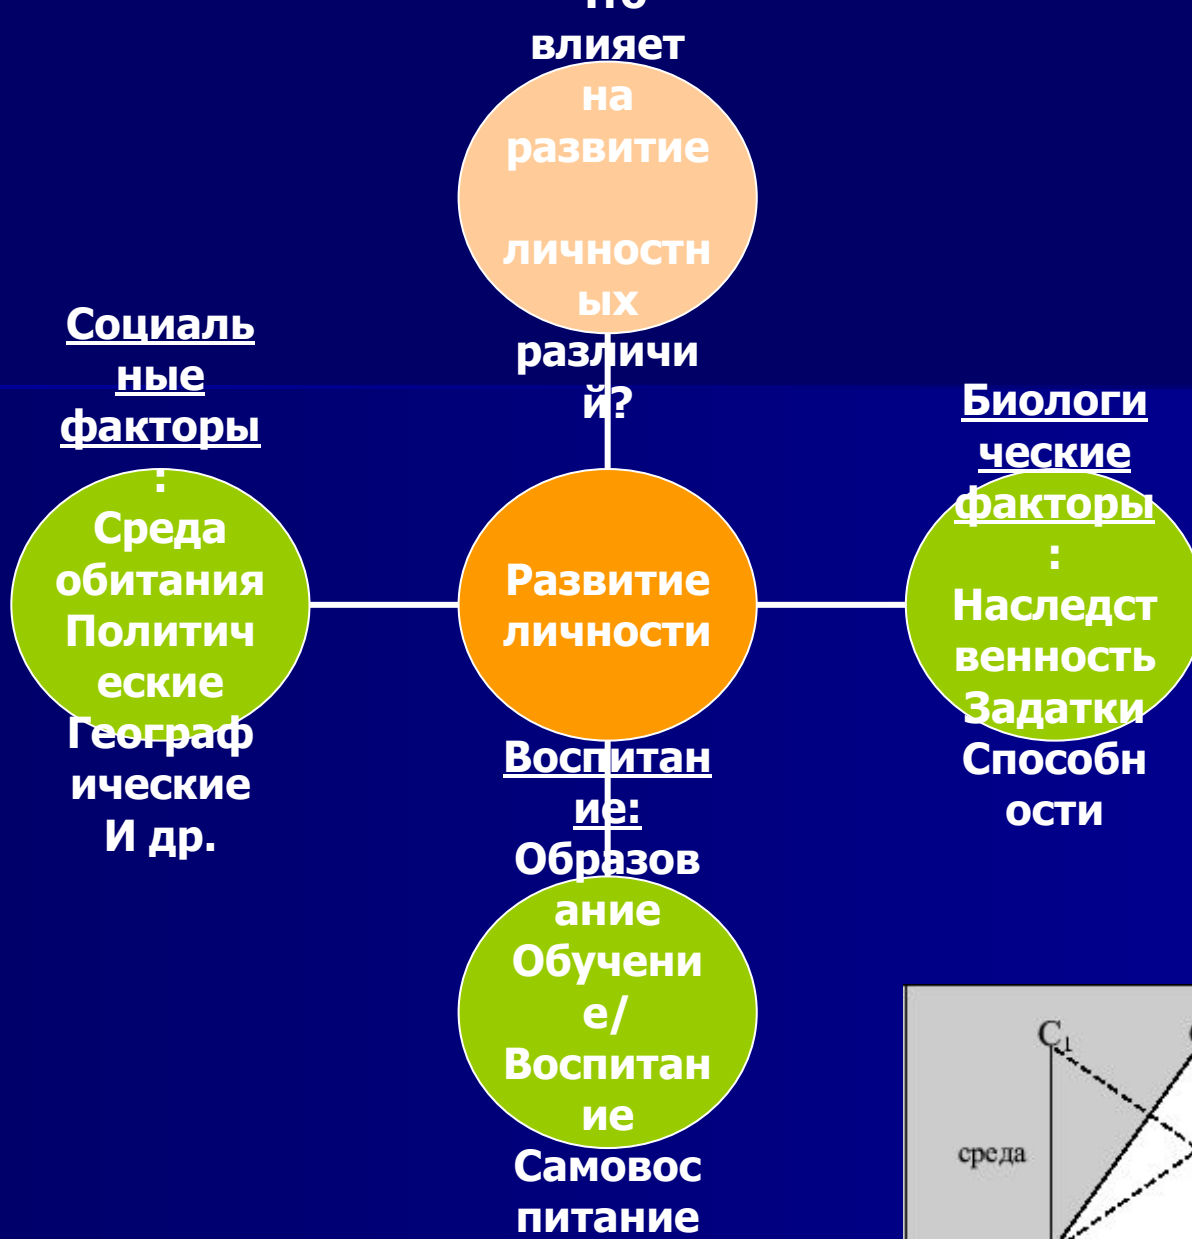 влияет
на
развитие
личностн
ых
различи
й?
Социаль
ные
факторы
:
Среда
обитания
Политич
еские
Географ
ические
И др.
Развитие
личности
Биологи
ческие
факторы
:
Наследст
венность
Задатки
Способн
ости
Воспитан
ие:
Образов
ание
Обучени
е/
Воспитан
ие
Самовос
питание
C1
среда